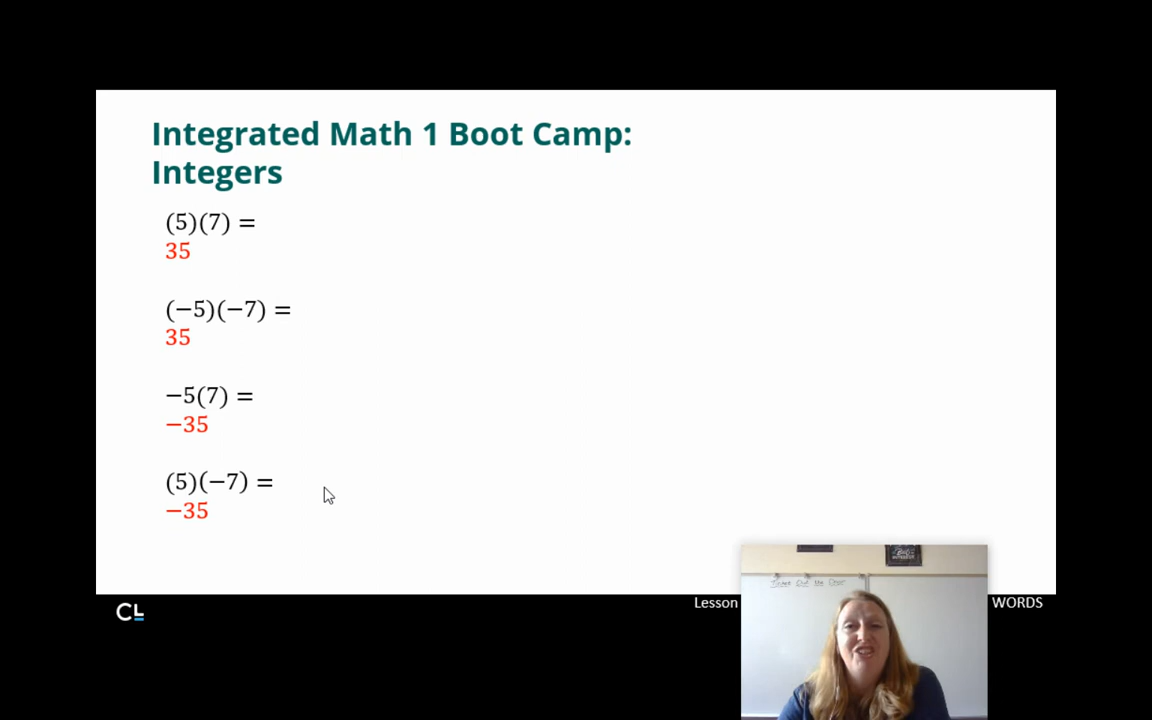 Integrated Math 1 Boot Camp:
Integers
(5)(7) =
35
(−5)(−7) =
35
−5(7) =
−35
(5)(−7) =
−35
CL
Lesson
WORDS